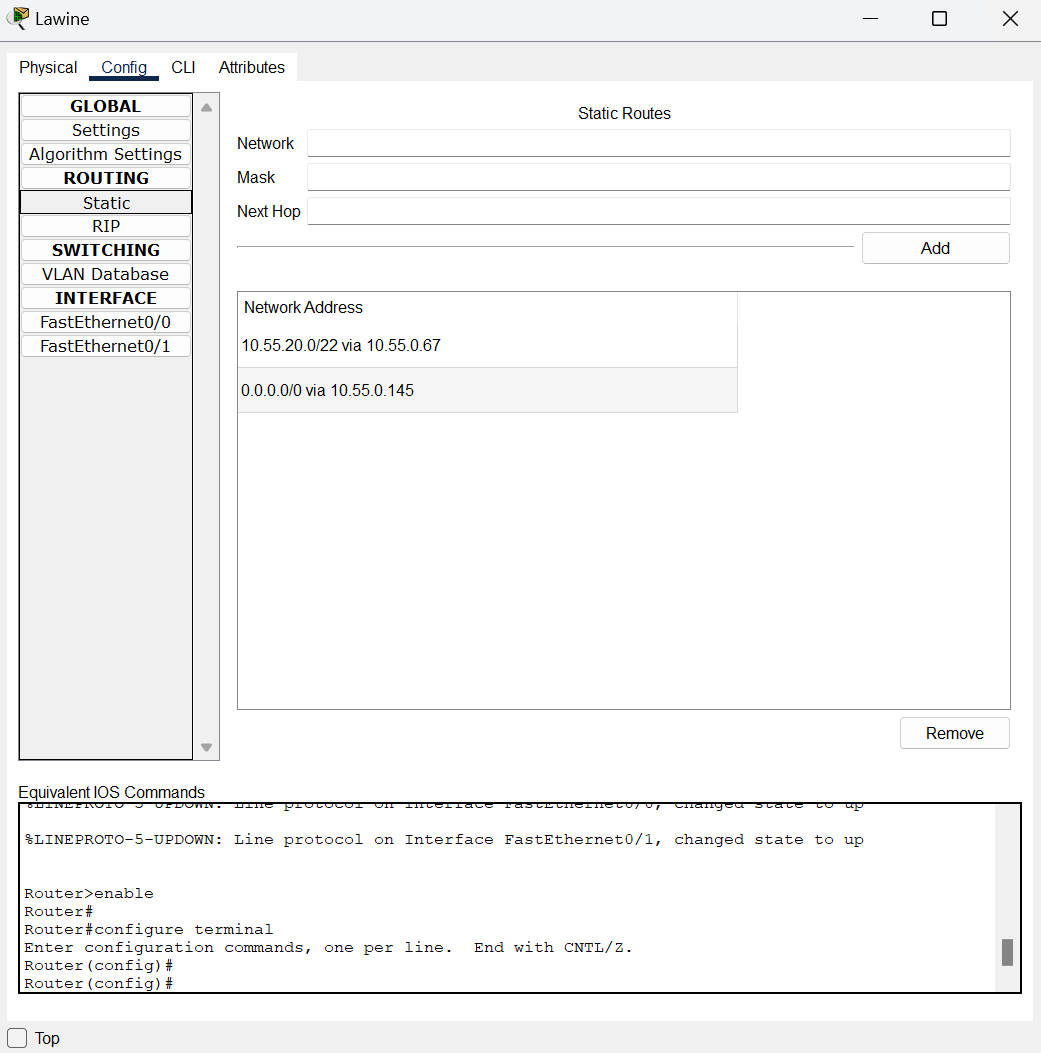 Lawine
Physical Config CLI Attributes
GLOBAL
Settings
Algorithm Settings
ROUTING
Static
RIP
SWITCHING
VLAN Database
INTERFACE
FastEthernet0/0
FastEthernet0/1
Static Routes
Network
Mask
Next Hop
Add
Network Address
10.55.20.0/22 via 10.55.0.67
0.0.0.0/0 via 10.55.0.145
Remove
Equivalent IOS Commands
%LINEPROTO-5-UPDOWN: Line protocol on Interface FastEthernet0/0, changed state to up
%LINEPROTO-5-UPDOWN: Line protocol on Interface FastEthernet0/1, changed state to up
Router>enable
Router#
Router#configure terminal
Enter configuration commands, one per line.  End with CNTL/Z.
Router(config)#
Router(config)#
Top